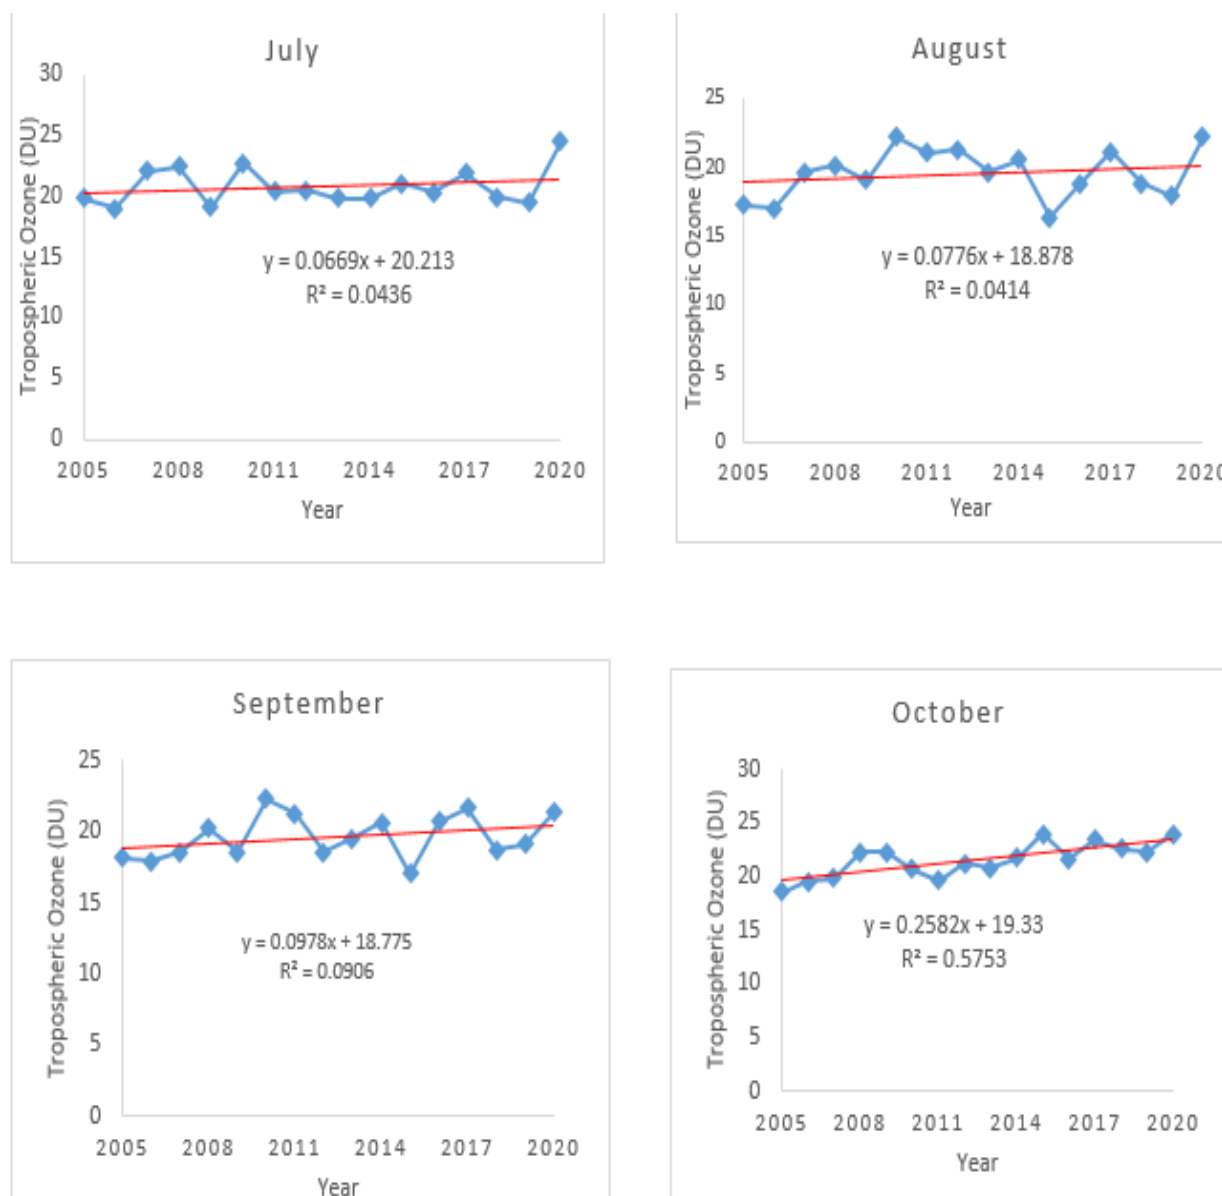 July
30
25
20
15
10
5
0
Tropospheric Ozone (DU)
y = 0.0669x + 20.213
R² = 0.0436
2005 2008 2011 2014 2017 2020
Year
August
25
20
15
10
5
0
Tropospheric Ozone (DU)
y = 0.0776x + 18.878
R² = 0.0414
2005 2008 2011 2014 2017 2020
Year
September
25
20
15
10
5
0
Tropospheric Ozone (DU)
y = 0.0978x + 18.775
R² = 0.0906
2005 2008 2011 2014 2017 2020
Year
October
30
25
20
15
10
5
0
Tropospheric Ozone (DU)
y = 0.2582x + 19.33
R² = 0.5753
2005 2008 2011 2014 2017 2020
Year